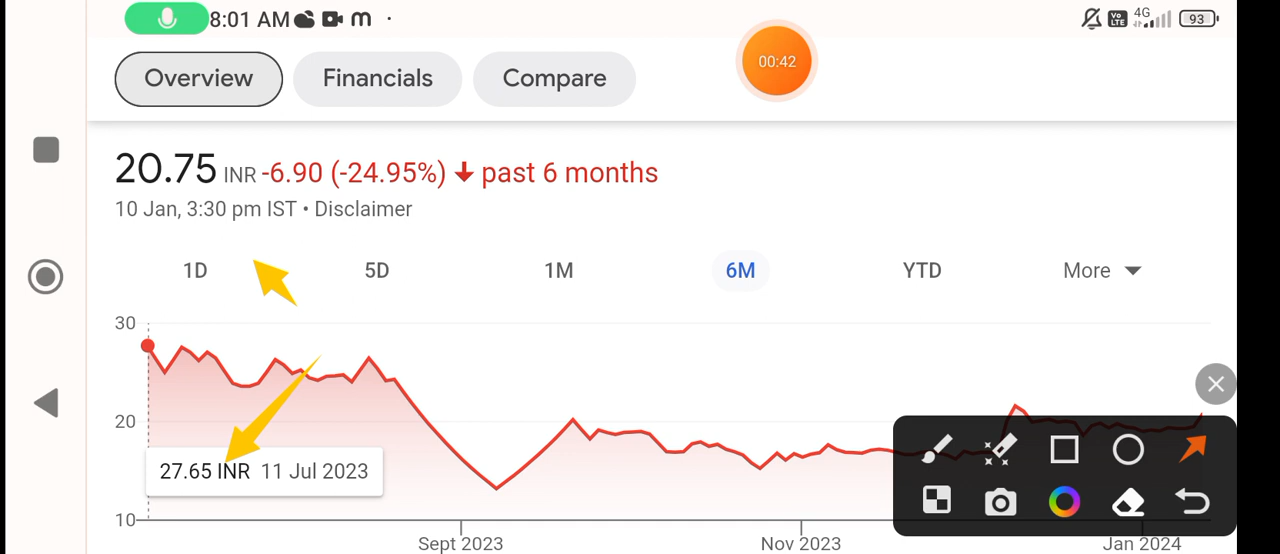 8:01 AM
Vo LTE 4G 93
00:42
Overview Financials Compare
20.75 INR -6.90 (-24.95%) past 6 months
10 Jan, 3:30 pm IST • Disclaimer
1D 5D 1M 6M YTD More
30
20
27.65 INR 11 Jul 2023
10
Sept 2023 Nov 2023 Jan 2024